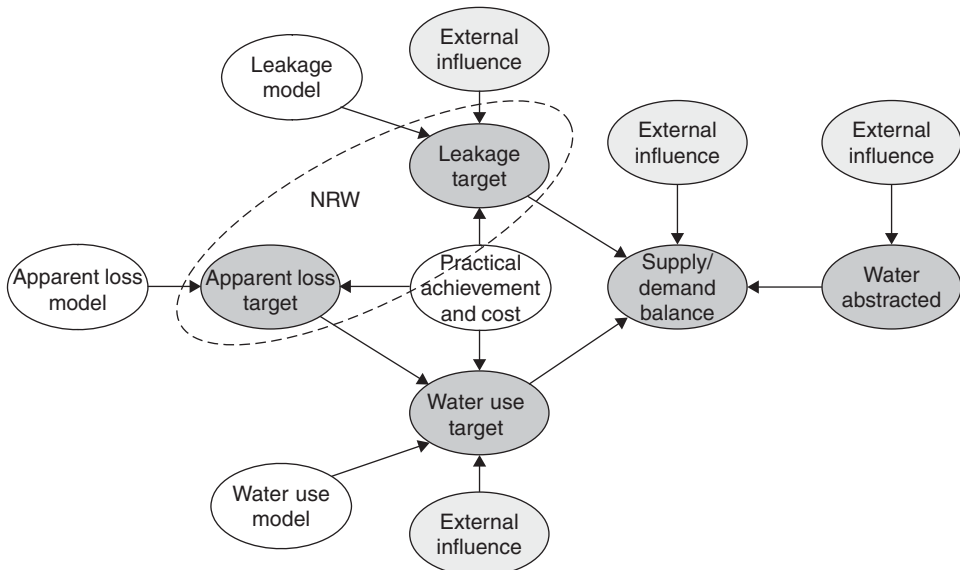 External
influence
Leakage
model
External
influence
External
influence
Leakage
target
NRW
Apparent loss
model
Apparent loss
target
Practical
achievement
and cost
Supply/
demand
balance
Water
abstracted
Water use
target
Water use
model
External
influence